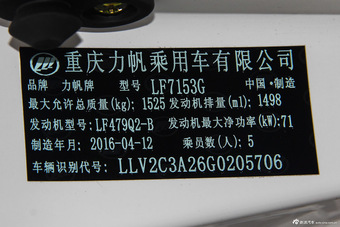 重庆力帆乘用车有限公司
品牌 力帆牌 型号 LF7153G 中国·制造
最大允许总质量(kg): 1525 发动机排量(ml): 1498
发动机型号: LF479Q2-B 发动机最大净功率(kW): 71
制造年月: 2016-04-12 乘员数(人): 5
车辆识别代号: LLV2C3A26G0205706